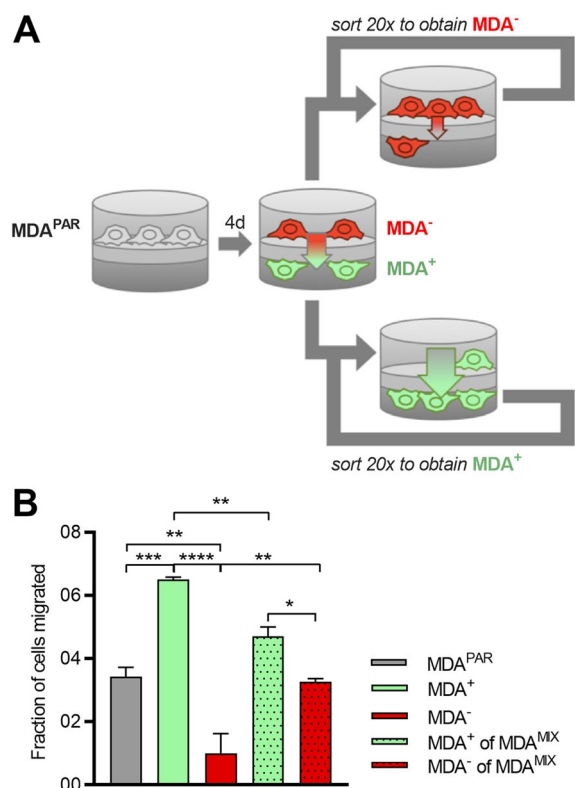 A
sort 20x to obtain MDA⁻
MDAᴾᴬᴿ
4d
MDA⁻
MDA⁺
sort 20x to obtain MDA⁺
B
Fraction of cells migrated
08
06
04
02
00
**
**
***
****
**
*
MDAᴾᴬᴿ
MDA⁺
MDA⁻
MDA⁺ of MDAᴹᴵˣ
MDA⁻ of MDAᴹᴵˣ